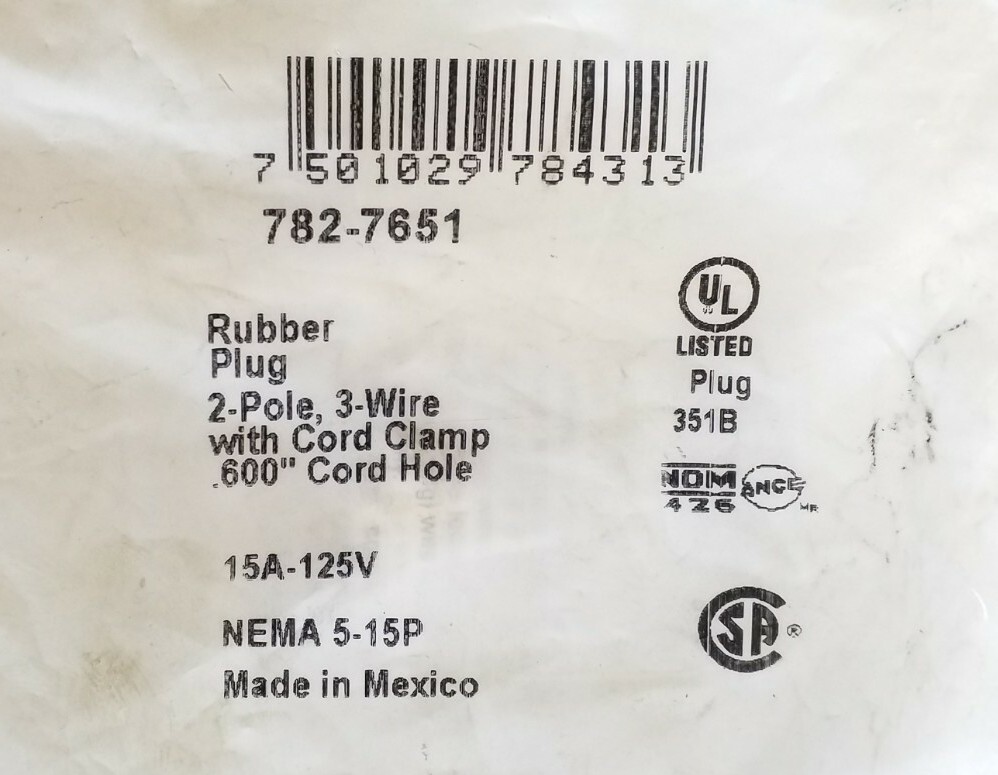 7 501029 784313
782-7651
Rubber
Plug
2-Pole, 3-Wire
with Cord Clamp
.600" Cord Hole
15A-125V
NEMA 5-15P
Made in Mexico
UL
LISTED
Plug
351B
NOM
426
ANCE
MR
CSA®